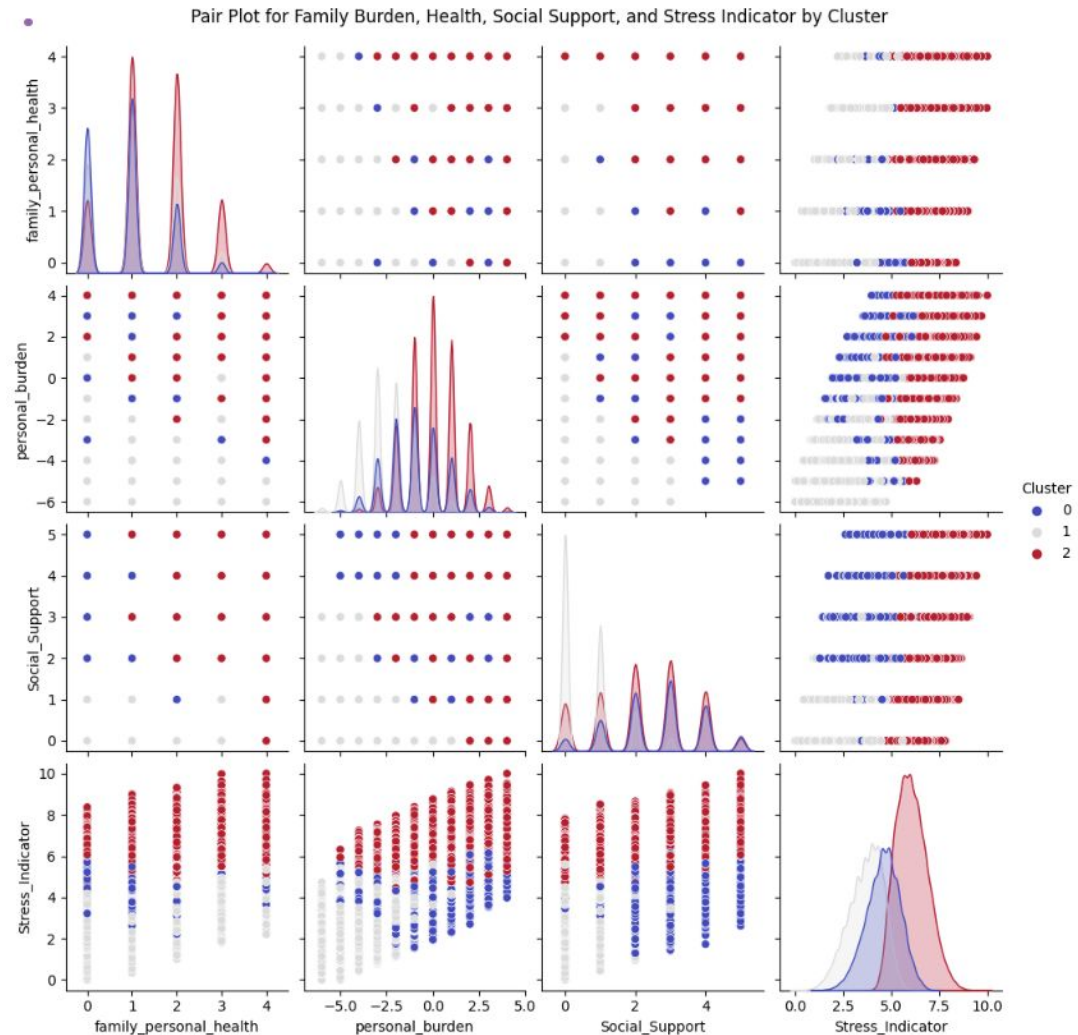 Pair Plot for Family Burden, Health, Social Support, and Stress Indicator by Cluster
family_personal_health
4
3
2
1
0
personal_burden
4
2
0
−2
−4
−6
Social_Support
5
4
3
2
1
0
Stress_Indicator
10
8
6
4
2
0
0 1 2 3 4
family_personal_health
−5.0 −2.5 0.0 2.5 5.0
personal_burden
0 2 4
Social_Support
0.0 2.5 5.0 7.5 10.0
Stress_Indicator
Cluster
0
1
2